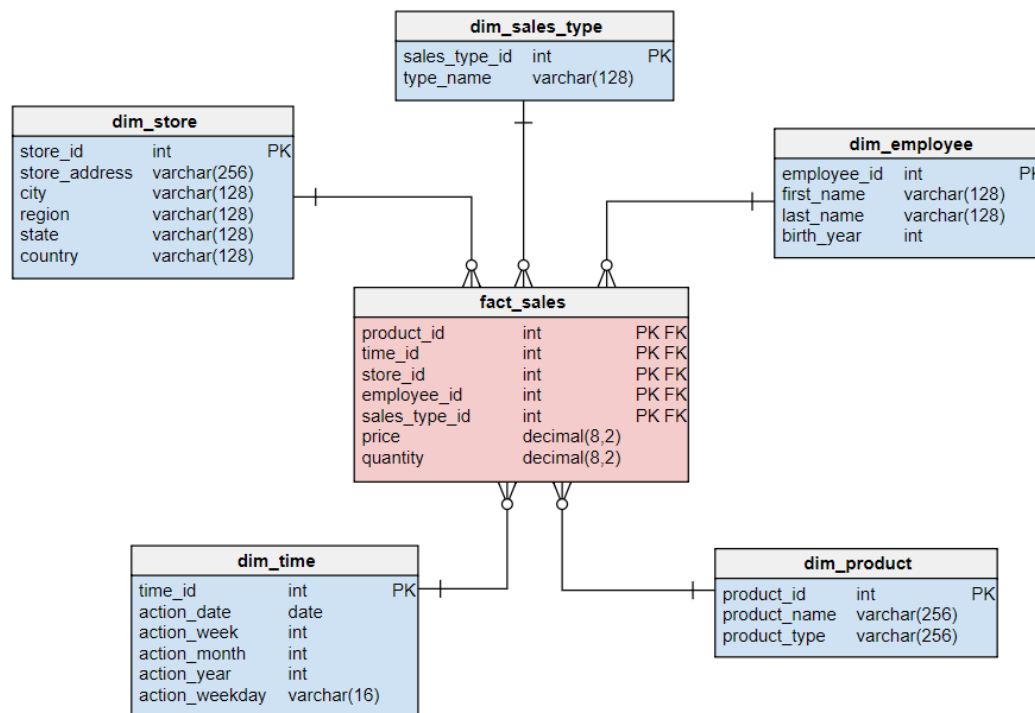 dim_sales_type
sales_type_id int PK
type_name varchar(128)
dim_store
store_id int PK
store_address varchar(256)
city varchar(128)
region varchar(128)
state varchar(128)
country varchar(128)
dim_employee
employee_id int PK
first_name varchar(128)
last_name varchar(128)
birth_year int
fact_sales
product_id int PK FK
time_id int PK FK
store_id int PK FK
employee_id int PK FK
sales_type_id int PK FK
price decimal(8,2)
quantity decimal(8,2)
dim_time
time_id int PK
action_date date
action_week int
action_month int
action_year int
action_weekday varchar(16)
dim_product
product_id int PK
product_name varchar(256)
product_type varchar(256)